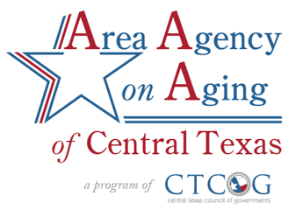 Area Agency
on Aging
of Central Texas
a program of CTCOG
central texas council of governments